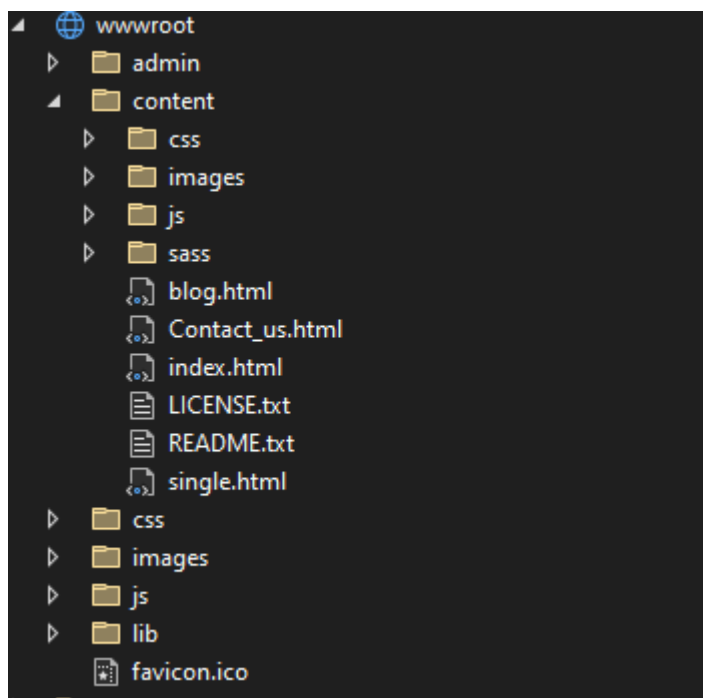 wwwroot
admin
content
css
images
js
sass
blog.html
Contact_us.html
index.html
LICENSE.txt
README.txt
single.html
css
images
js
lib
favicon.ico